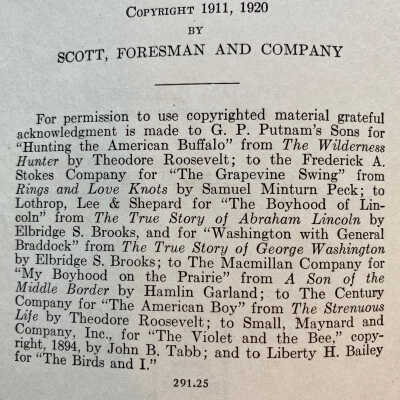 COPYRIGHT 1911, 1920
BY
SCOTT, FORESMAN AND COMPANY
For permission to use copyrighted material grateful
acknowledgment is made to G. P. Putnam's Sons for
"Hunting the American Buffalo" from The Wilderness
Hunter by Theodore Roosevelt; to the Frederick A.
Stokes Company for "The Grapevine Swing" from
Rings and Love Knots by Samuel Minturn Peck; to
Lothrop, Lee & Shepard for "The Boyhood of Lin-
coln" from The True Story of Abraham Lincoln by
Elbridge S. Brooks, and for "Washington with General
Braddock" from The True Story of George Washington
by Elbridge S. Brooks; to The Macmillan Company for
"My Boyhood on the Prairie" from A Son of the
Middle Border by Hamlin Garland; to The Century
Company for "The American Boy" from The Strenuous
Life by Theodore Roosevelt; to Small, Maynard and
Company, Inc., for "The Violet and the Bee," copy-
right, 1894, by John B. Tabb; and to Liberty H. Bailey
for "The Birds and I."
291.25